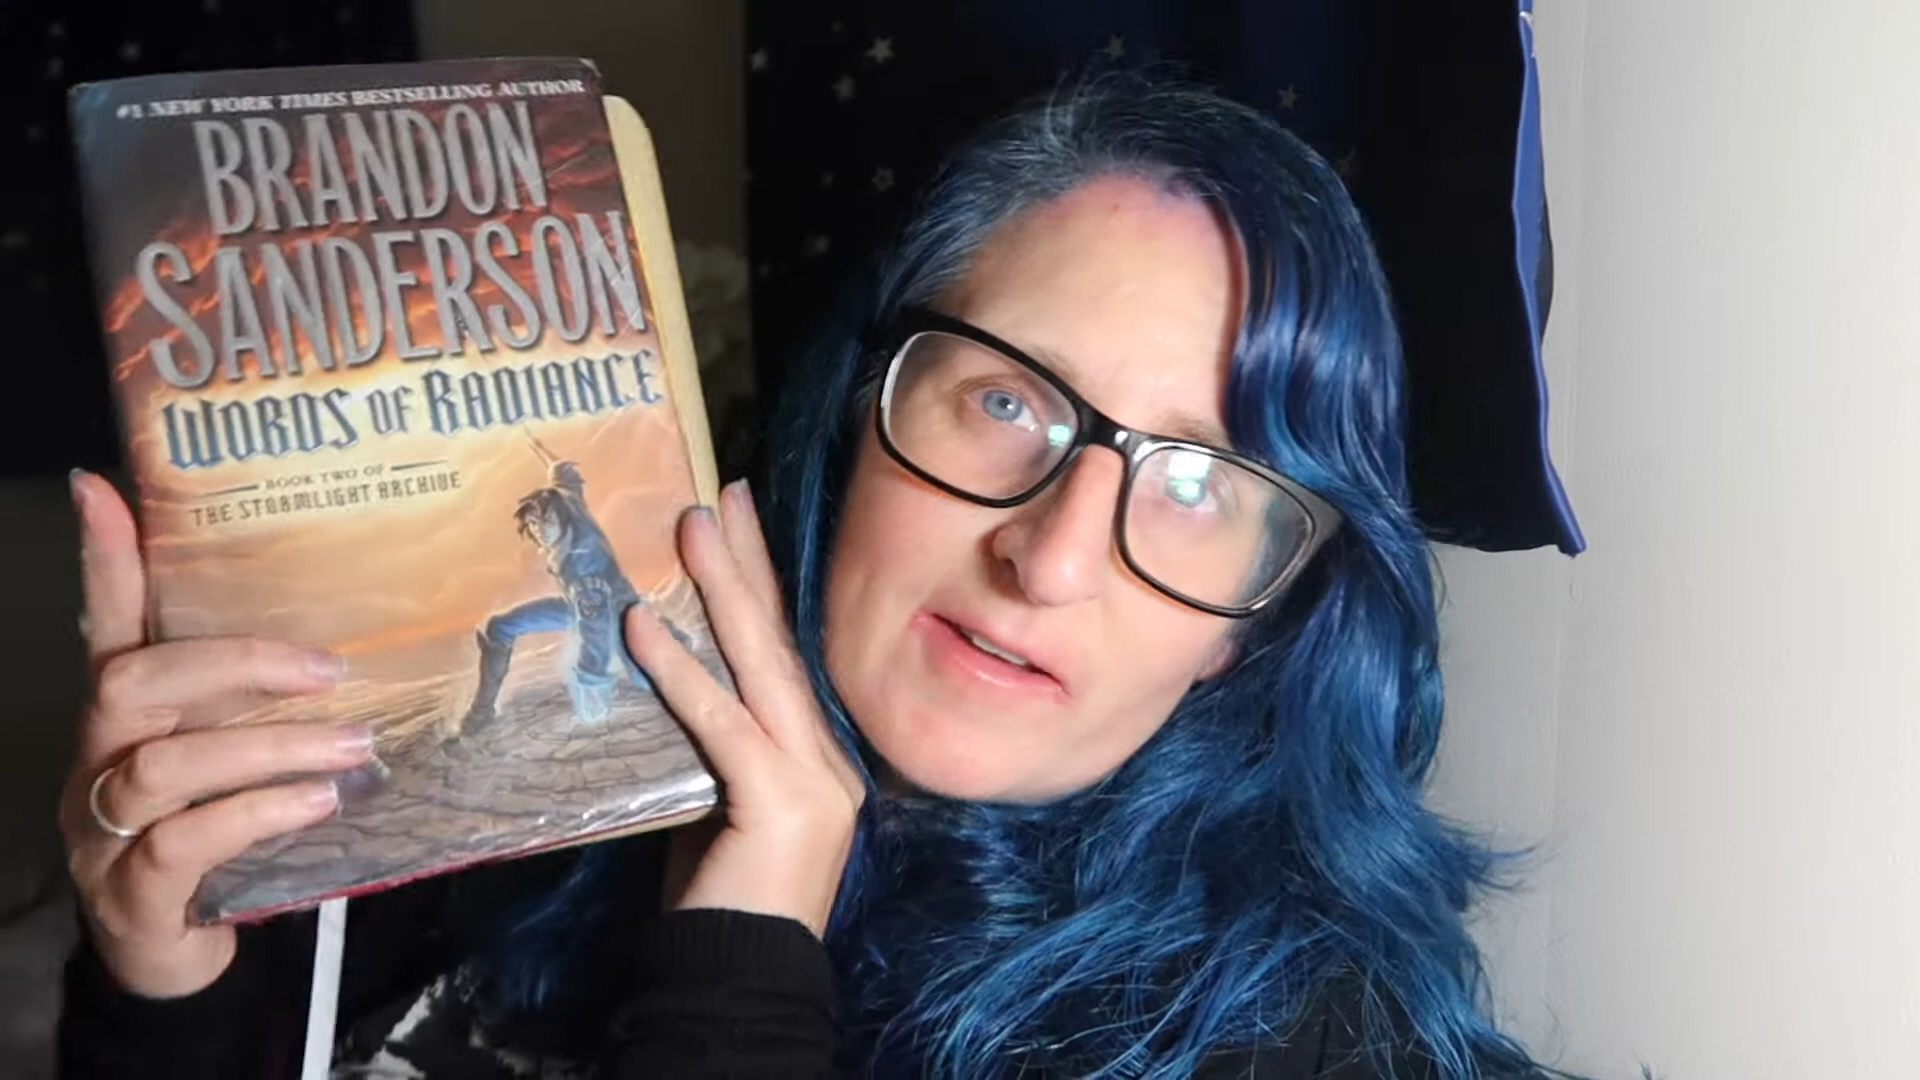 #1 NEW YORK TIMES BESTSELLING AUTHOR
BRANDON
SANDERSON
WORDS OF RADIANCE
BOOK TWO OF
THE STORMLIGHT ARCHIVE